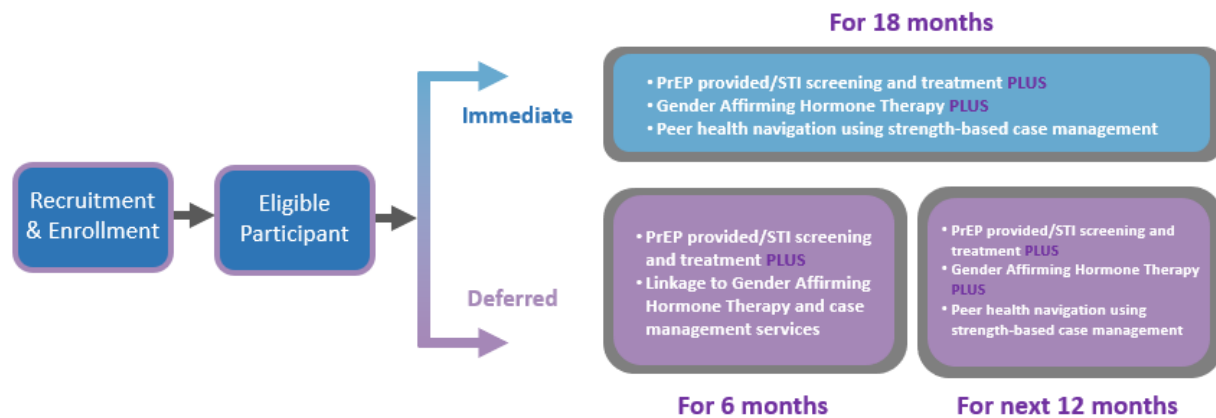 For 18 months
• PrEP provided/STI screening and treatment PLUS
• Gender Affirming Hormone Therapy PLUS
• Peer health navigation using strength-based case management
Immediate
Recruitment
& Enrollment
Eligible
Participant
Deferred
• PrEP provided/STI screening
and treatment PLUS
• Linkage to Gender Affirming
Hormone Therapy and case
management services
For 6 months
• PrEP provided/STI screening and
treatment PLUS
• Gender Affirming Hormone Therapy
PLUS
• Peer health navigation using
strength-based case management
For next 12 months